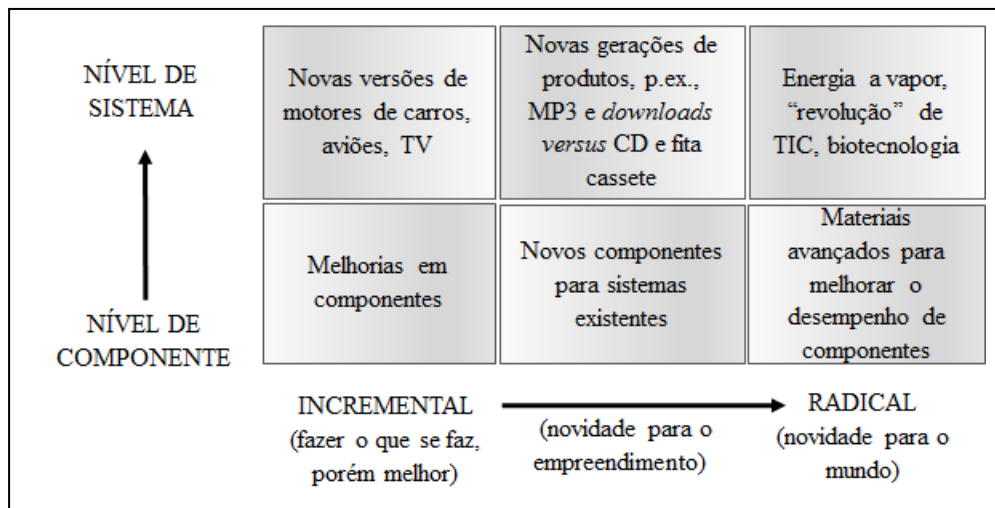 NÍVEL DE
SISTEMA
Novas versões de
motores de carros,
aviões, TV
Novas gerações de
produtos, p.ex.,
MP3 e downloads
versus CD e fita
cassete
Energia a vapor,
“revolução” de
TIC, biotecnologia
NÍVEL DE
COMPONENTE
Melhorias em
componentes
Novos componentes
para sistemas
existentes
Materiais
avançados para
melhorar o
desempenho de
componentes
INCREMENTAL
(fazer o que se faz,
porém melhor)
(novidade para o
empreendimento)
RADICAL
(novidade para o
mundo)